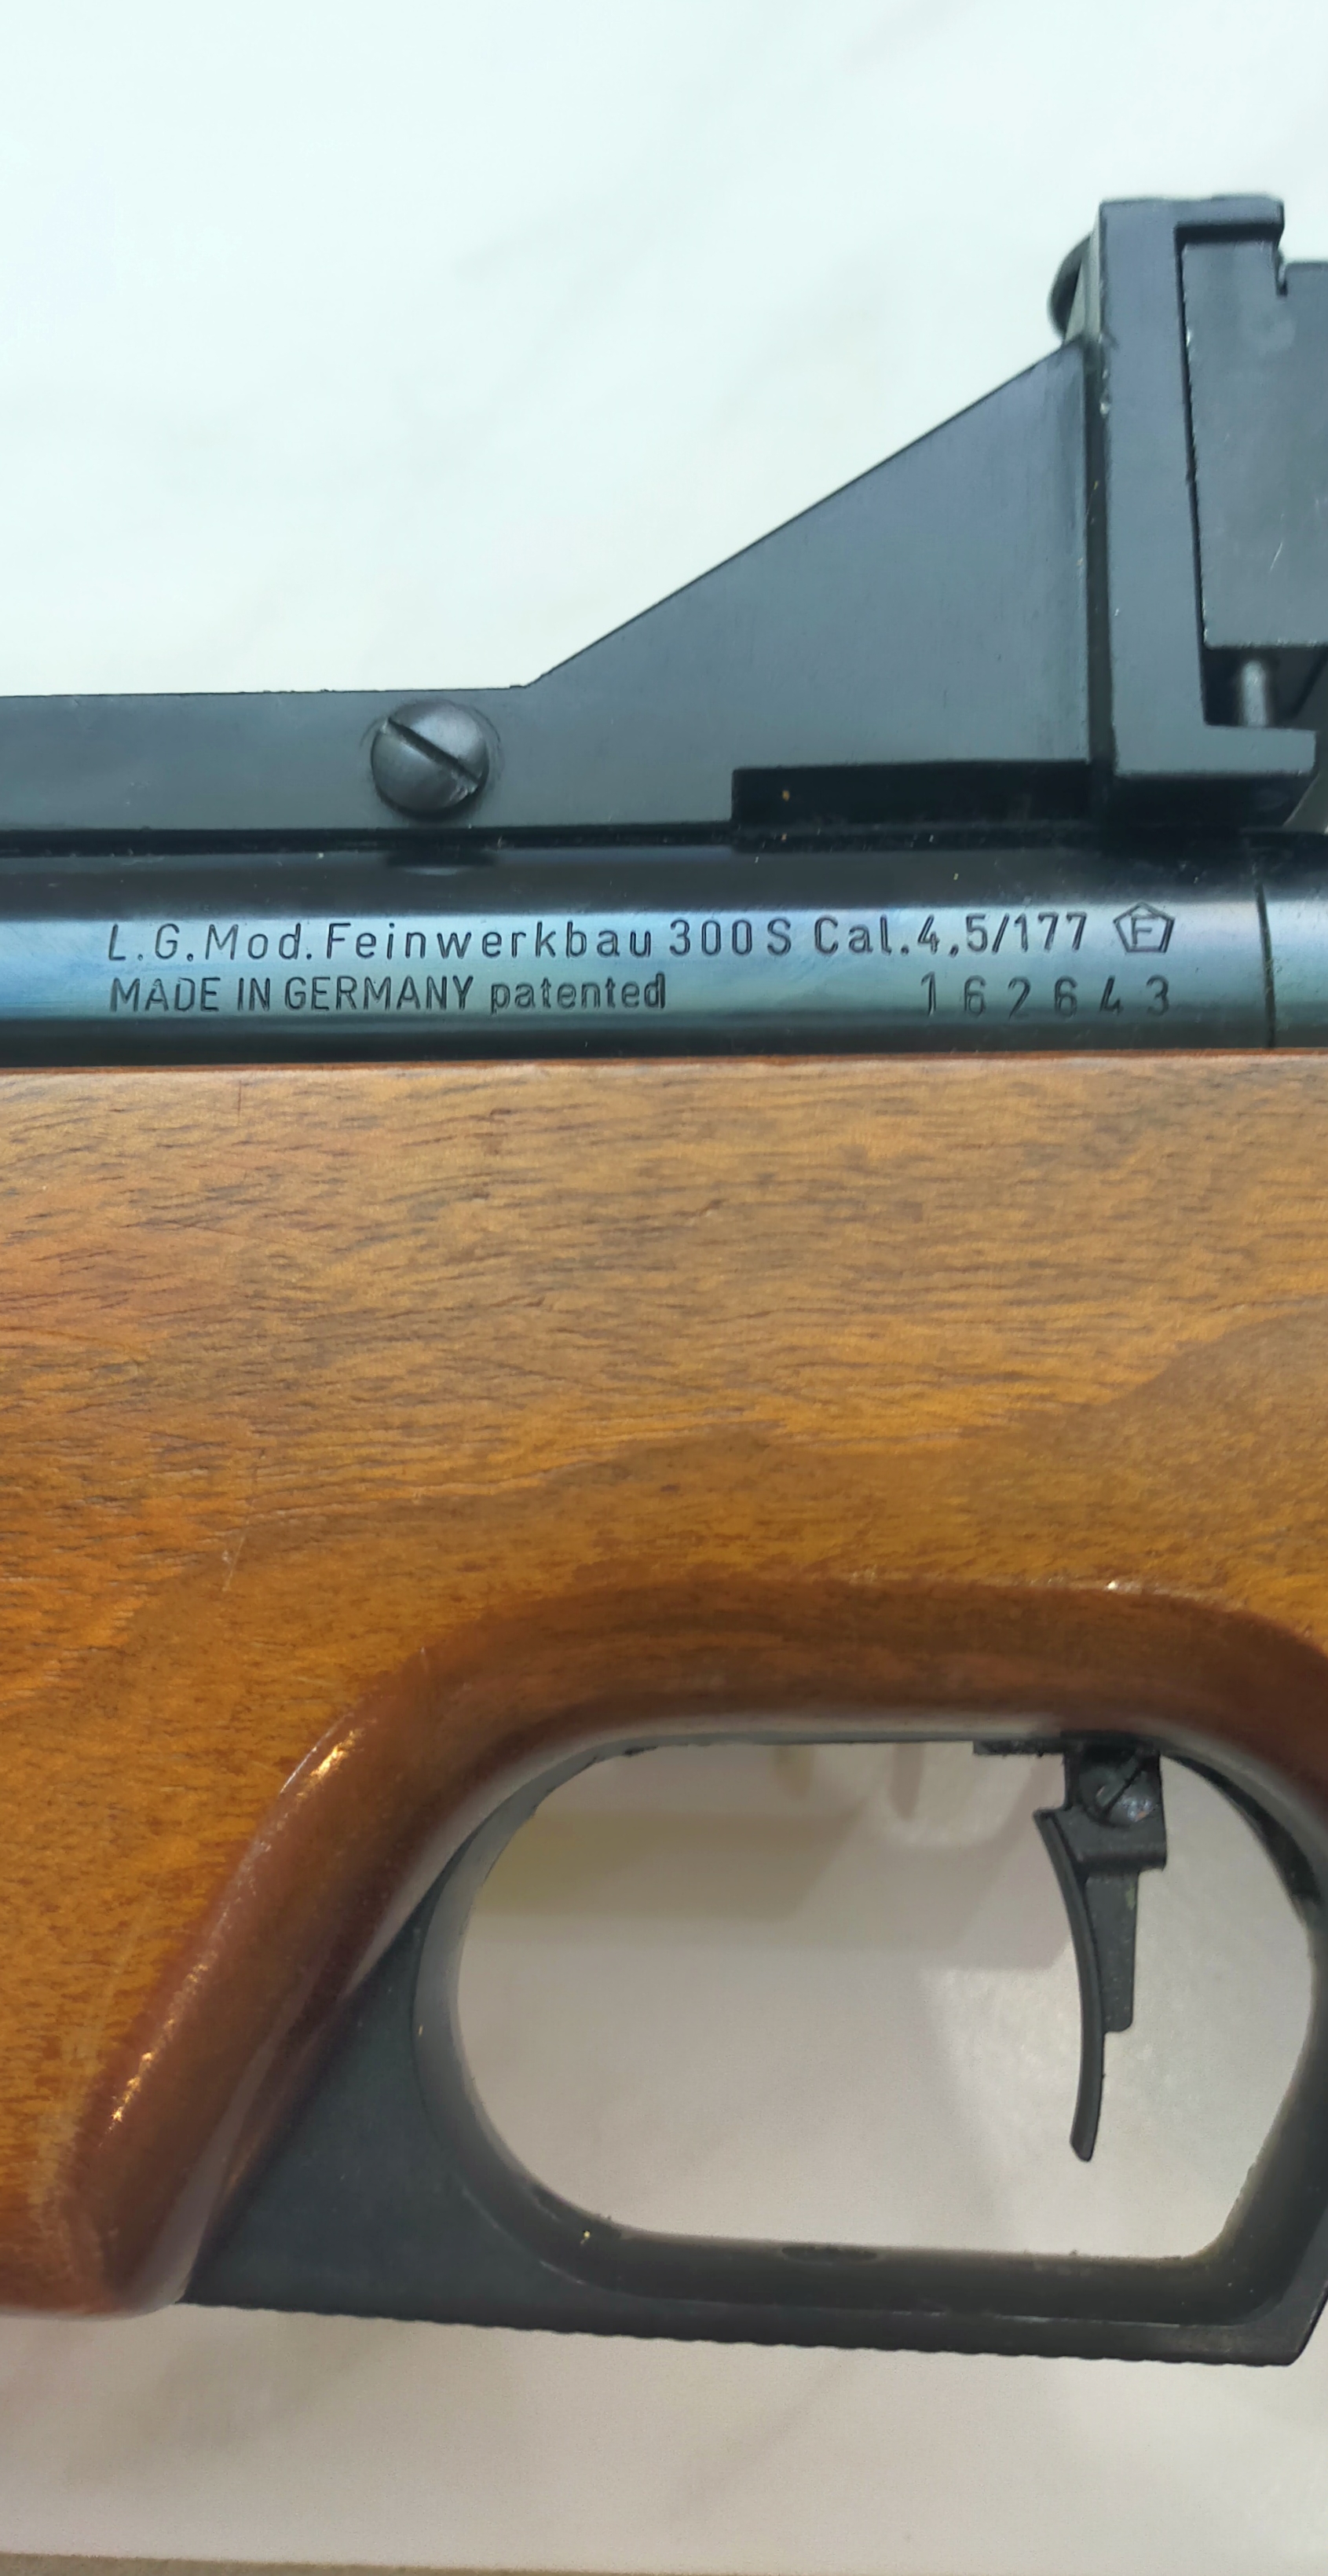 L.G.Mod. Feinwerkbau 300S Cal.4,5/177 F
MADE IN GERMANY patented 162643